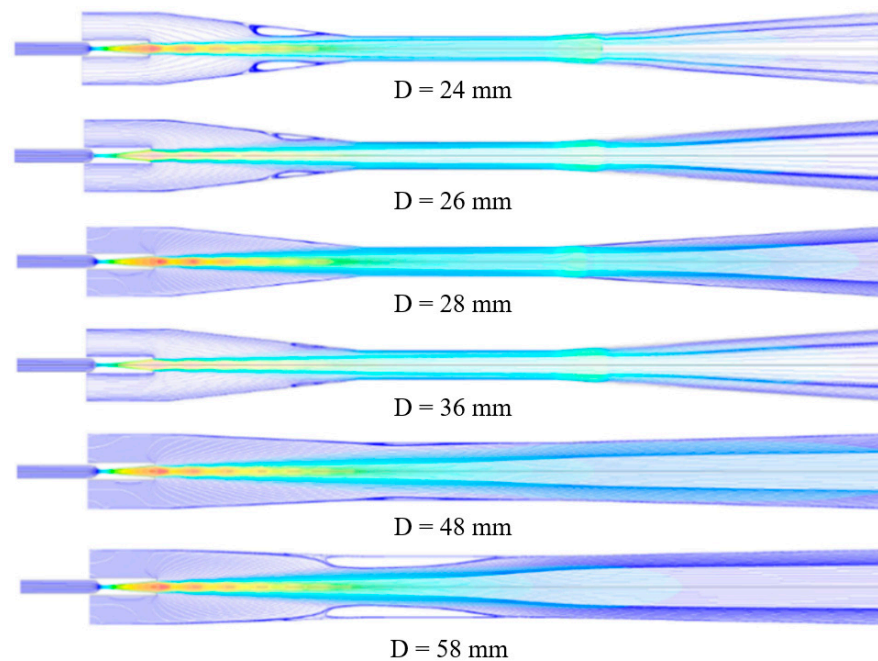 D = 24 mm
D = 26 mm
D = 28 mm
D = 36 mm
D = 48 mm
D = 58 mm